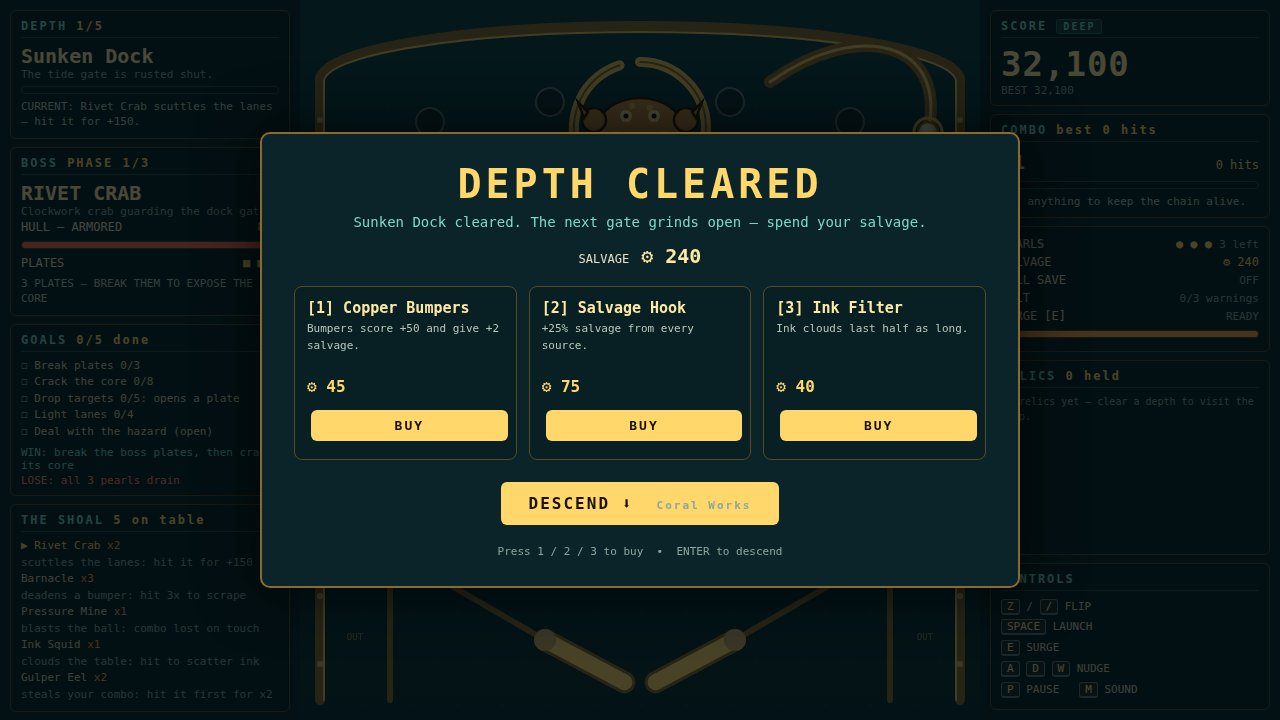 DEPTH 1/5
Sunken Dock
The tide gate is rusted shut.
CURRENT: Rivet Crab scuttles the lanes
— hit it for +150.
BOSS PHASE 1/3
RIVET CRAB
Clockwork crab guarding the dock
HULL — ARMORED
PLATES
3 PLATES — BREAK THEM TO EXPOSE THE
CORE
GOALS 0/5 done
☐ Break plates 0/3
☐ Crack the core 0/8
☐ Drop targets 0/5: opens a plate
☐ Light lanes 0/4
☐ Deal with the hazard (open)
WIN: break the boss plates, then
its core
LOSE: all 3 pearls drain
THE SHOAL 5 on table
▶ Rivet Crab x2
scuttles the lanes: hit it for +150
Barnacle x3
deadens a bumper: hit 3x to scrape
Pressure Mine x1
blasts the ball: combo lost on touch
Ink Squid x1
clouds the table: hit to scatter ink
Gulper Eel x2
steals your combo: hit it first for x2
DEPTH CLEARED
Sunken Dock cleared. The next gate grinds open — spend your salvage.
SALVAGE ⚙ 240
[1] Copper Bumpers
Bumpers score +50 and give +2
salvage.
⚙ 45
BUY
[2] Salvage Hook
+25% salvage from every
source.
⚙ 75
BUY
[3] Ink Filter
Ink clouds last half as long.
⚙ 40
BUY
DESCEND ⬇ Coral Works
Press 1 / 2 / 3 to buy • ENTER to descend
OUT
OUT
SCORE DEEP
32,100
BEST 32,100
COMBO best 0 hits
0 hits
anything to keep the chain alive.
● ● ● 3 left
⚙ 240
OFF
SAVE
0/3 warnings
[E] READY
0 held
relics yet — clear a depth to visit the
Z / / FLIP
SPACE LAUNCH
E SURGE
A D W NUDGE
P PAUSE M SOUND